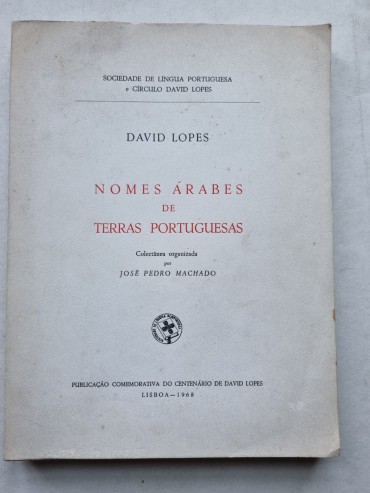 SOCIEDADE DE LÍNGUA PORTUGUESA
e CÍRCULO DAVID LOPES
DAVID LOPES
NOMES ÁRABES
DE
TERRAS PORTUGUESAS
Colectânea organizada
por
JOSÉ PEDRO MACHADO
PUBLICAÇÃO COMEMORATIVA DO CENTENÁRIO DE DAVID LOPES
LISBOA — 1968